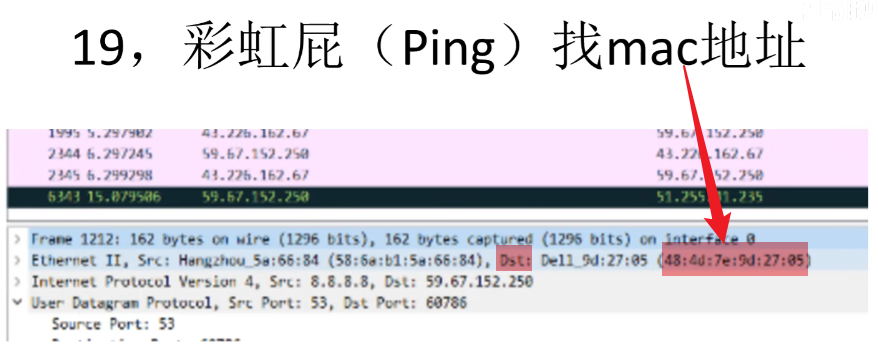 19，彩虹屁（Ping）找mac地址
1995 5.297902 43.226.162.67 59.67.152.250
2344 6.297245 59.67.152.250 43.226.162.67
2345 6.299298 43.226.162.67 59.67.152.250
6343 15.079506 59.67.152.250
Frame 1212: 162 bytes on wire (1296 bits), 162 bytes captured (1296 bits) on interface 0
Ethernet II, Src: Hangzhou_5a:66:84 (58:6a:b1:5a:66:84), Dst: Dell_9d:27:05 (48:4d:7e:9d:27:05)
Internet Protocol Version 4, Src: 8.8.8.8, Dst: 59.67.152.250
User Datagram Protocol, Src Port: 53, Dst Port: 60786
Source Port: 53